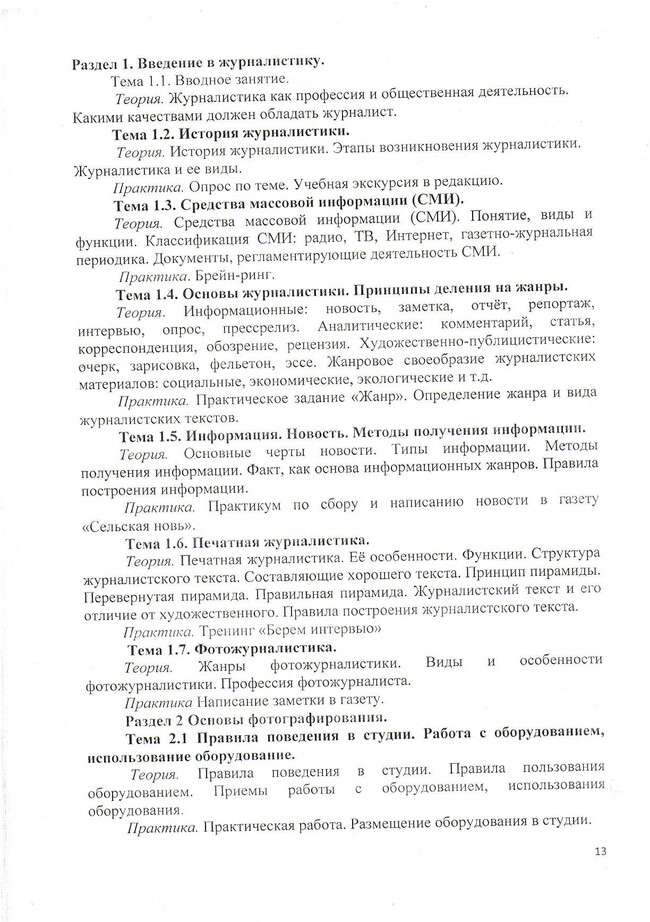 Раздел 1. Введение в журналистику.
Тема 1.1. Вводное занятие.
Теория. Журналистика как профессия и общественная деятельность.
Какими качествами должен обладать журналист.
Тема 1.2. История журналистики.
Теория. История журналистики. Этапы возникновения журналистики.
Журналистика и ее виды.
Практика. Опрос по теме. Учебная экскурсия в редакцию.
Тема 1.3. Средства массовой информации (СМИ).
Теория. Средства массовой информации (СМИ). Понятие, виды и
функции. Классификация СМИ: радио, ТВ, Интернет, газетно-журнальная
периодика. Документы, регламентирующие деятельность СМИ.
Практика. Брейн-ринг.
Тема 1.4. Основы журналистики. Принципы деления на жанры.
Теория. Информационные: новость, заметка, отчёт, репортаж,
интервью, опрос, прессрелиз. Аналитические: комментарий, статья,
корреспонденция, обозрение, рецензия. Художественно-публицистические:
очерк, зарисовка, фельетон, эссе. Жанровое своеобразие журналистских
материалов: социальные, экономические, экологические и т.д.
Практика. Практическое задание «Жанр». Определение жанра и вида
журналистских текстов.
Тема 1.5. Информация. Новость. Методы получения информации.
Теория. Основные черты новости. Типы информации. Методы
получения информации. Факт, как основа информационных жанров. Правила
построения информации.
Практика. Практикум по сбору и написанию новости в газету
«Сельская новь».
Тема 1.6. Печатная журналистика.
Теория. Печатная журналистика. Её особенности. Функции. Структура
журналистского текста. Составляющие хорошего текста. Принцип пирамиды.
Перевернутая пирамида. Правильная пирамида. Журналистский текст и его
отличие от художественного. Правила построения журналистского текста.
Практика. Тренинг «Берем интервью»
Тема 1.7. Фотожурналистика.
Теория. Жанры фотожурналистики. Виды и особенности
фотожурналистики. Профессия фотожурналиста.
Практика Написание заметки в газету.
Раздел 2 Основы фотографирования.
Тема 2.1 Правила поведения в студии. Работа с оборудованием,
использование оборудование.
Теория. Правила поведения в студии. Правила пользования
оборудованием. Приемы работы с оборудованием, использования
оборудования.
Практика. Практическая работа. Размещение оборудования в студии.
13